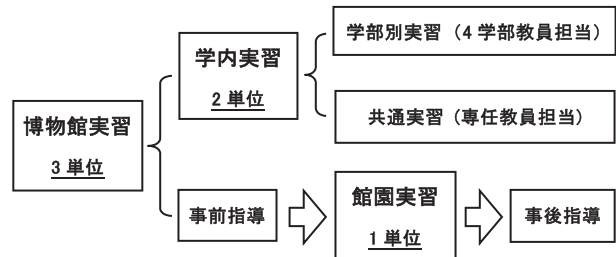 博物館実習
3 単位
学内実習
2 単位
学部別実習（4 学部教員担当）
共通実習（専任教員担当）
事前指導
館園実習
1 単位
事後指導